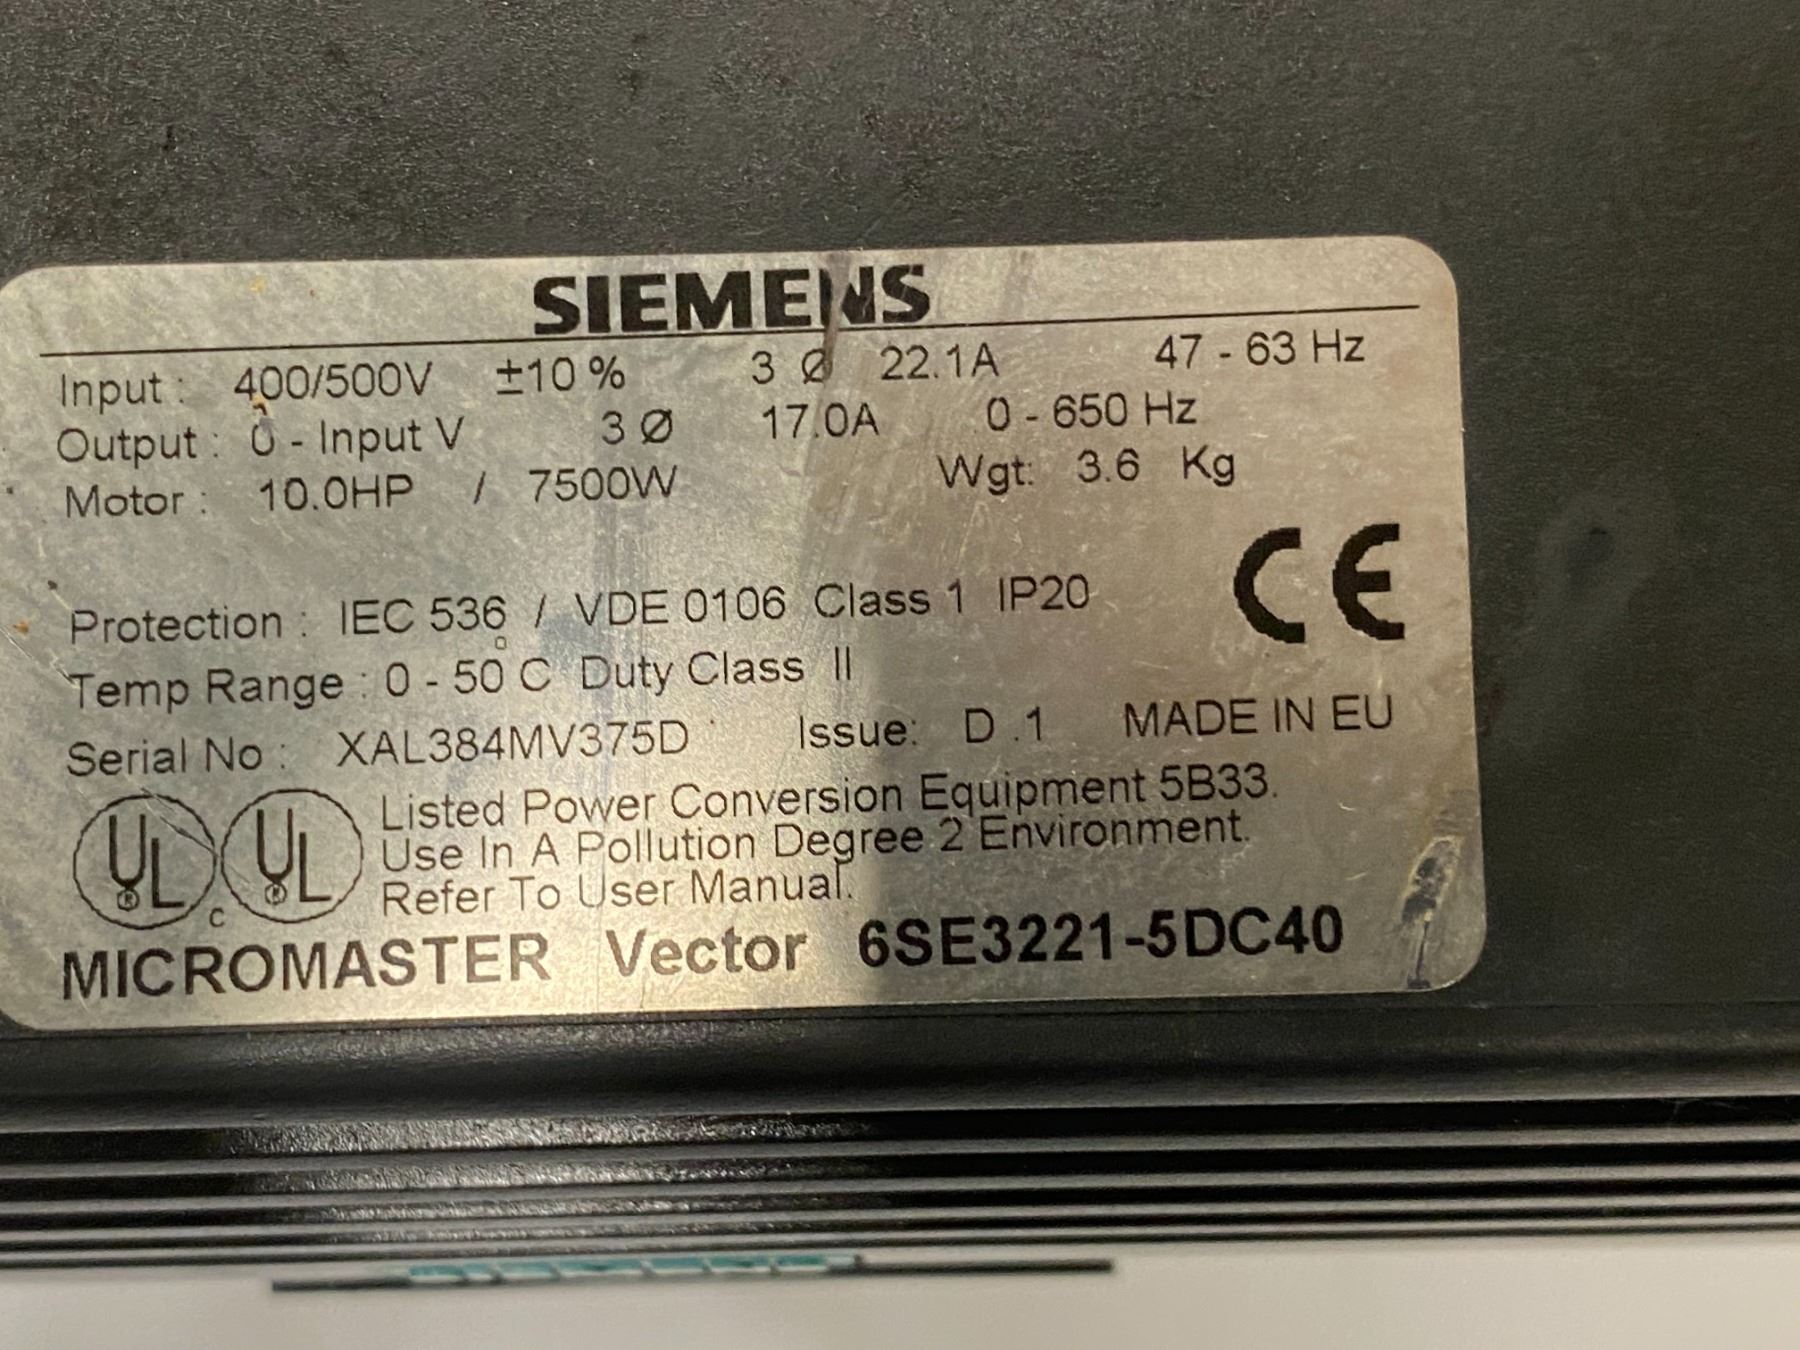 SIEMENS
Input : 400/500V ±10 % 3 Ø 22.1A 47 - 63 Hz
Output : 0 - Input V 3 Ø 17.0A 0 - 650 Hz
Motor : 10.0HP / 7500W Wgt: 3.6 Kg
CE
Protection : IEC 536 / VDE 0106 Class 1 IP20
Temp Range : 0 - 50°C Duty Class II
Serial No : XAL384MV375D Issue: D .1 MADE IN EU
UL ® c UL ® Listed Power Conversion Equipment 5B33.
Use In A Pollution Degree 2 Environment.
Refer To User Manual.
MICROMASTER Vector 6SE3221-5DC40